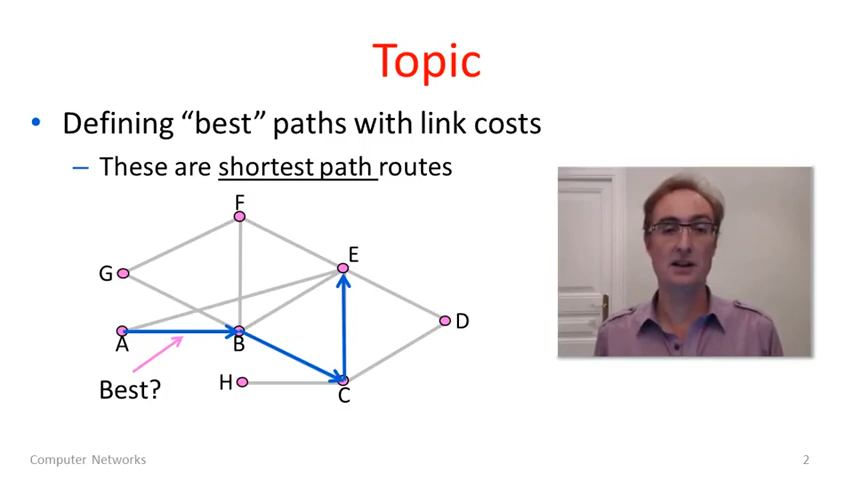 Topic
• Defining “best” paths with link costs
– These are shortest path routes
F
E
G
D
A
B
Best?
H
C
Computer Networks
2